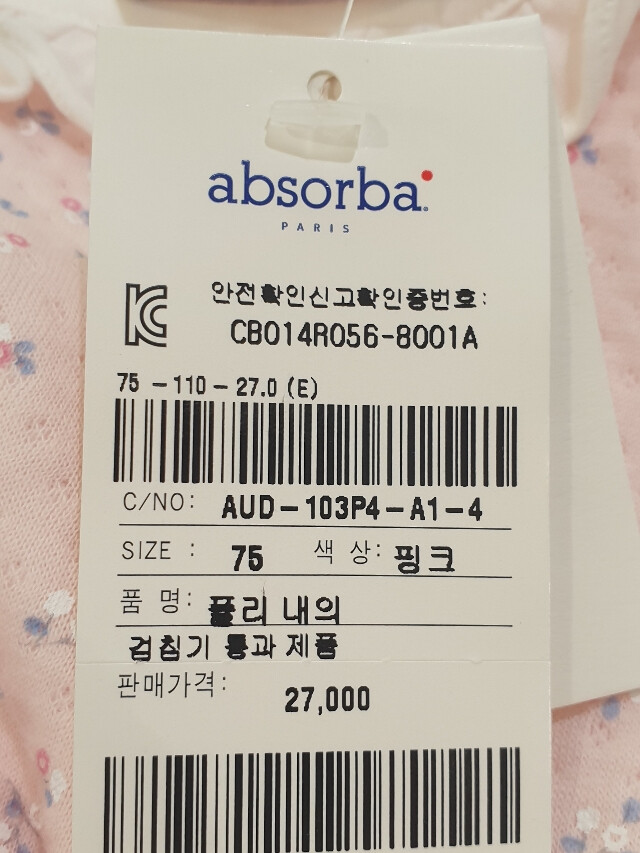 absorba
PARIS
안전확인신고확인증번호:
CB014R056-8001A
75 -110 - 27.0 (E)
C/NO: AUD-103P4-A1-4
SIZE : 75 색 상: 핑크
품 명: 플리 내의
검침기 통과 제품
판매가격: 27,000